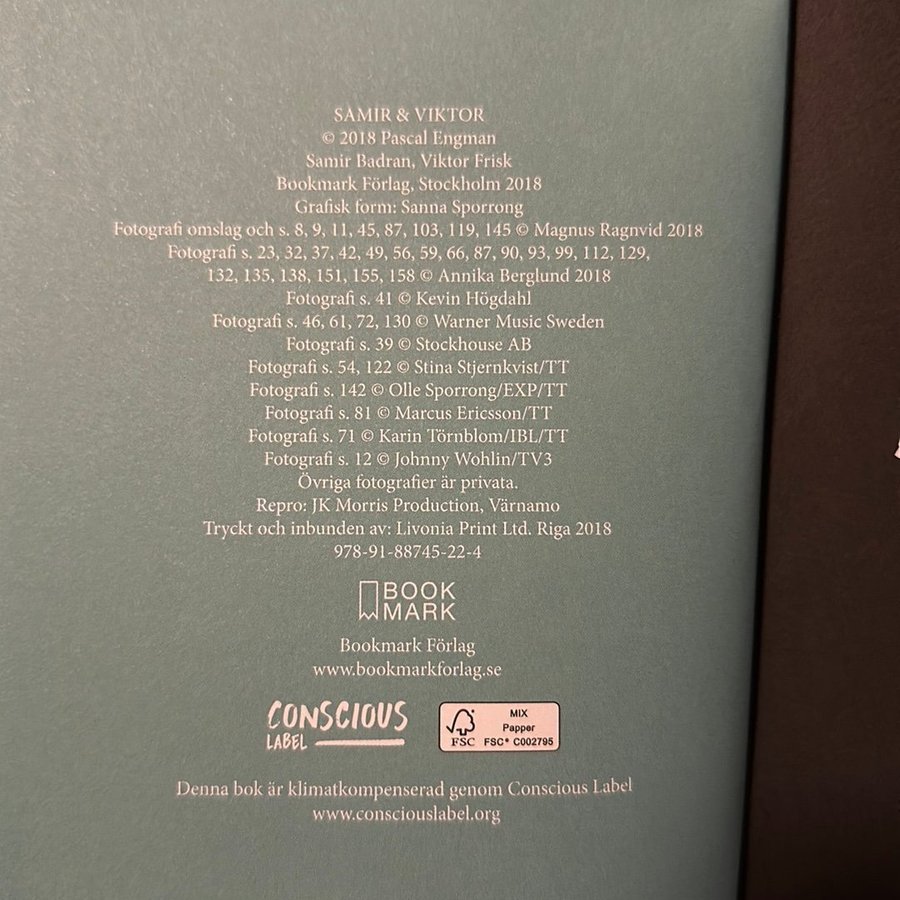 SAMIR & VIKTOR
© 2018 Pascal Engman
Samir Badran, Viktor Frisk
Bookmark Förlag, Stockholm 2018
Grafisk form: Sanna Sporrong
Fotografi omslag och s. 8, 9, 11, 45, 87, 103, 119, 145 © Magnus Ragnvid 2018
Fotografi s. 23, 32, 37, 42, 49, 56, 59, 66, 87, 90, 93, 99, 112, 129,
132, 135, 138, 151, 155, 158 © Annika Berglund 2018
Fotografi s. 41 © Kevin Högdahl
Fotografi s. 46, 61, 72, 130 © Warner Music Sweden
Fotografi s. 39 © Stockhouse AB
Fotografi s. 54, 122 © Stina Stjernkvist/TT
Fotografi s. 142 © Olle Sporrong/EXP/TT
Fotografi s. 81 © Marcus Ericsson/TT
Fotografi s. 71 © Karin Törnblom/IBL/TT
Fotografi s. 12 © Johnny Wohlin/TV3
Övriga fotografier är privata.
Repro: JK Morris Production, Värnamo
Tryckt och inbunden av: Livonia Print Ltd. Riga 2018
978-91-88745-22-4
BOOK
MARK
Bookmark Förlag
www.bookmarkforlag.se
CONSCIOUS
LABEL
MIX
Papper
FSC FSC® C002795
Denna bok är klimatkompenserad genom Conscious Label
www.consciouslabel.org